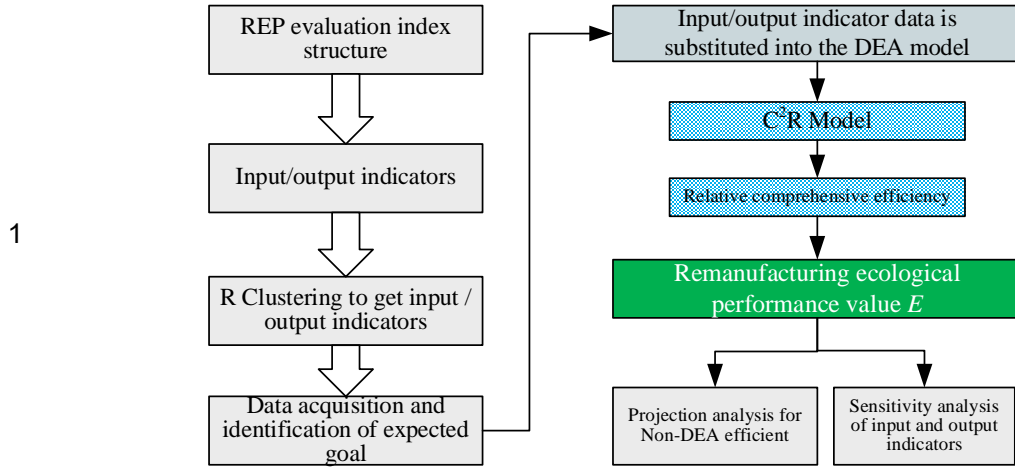 1
REP evaluation index
structure
Input/output indicators
R Clustering to get input /
output indicators
Data acquisition and
identification of expected
goal
Input/output indicator data is
substituted into the DEA model
C²R Model
Relative comprehensive efficiency
Remanufacturing ecological
performance value E
Projection analysis for
Non-DEA efficient
Sensitivity analysis
of input and output
indicators